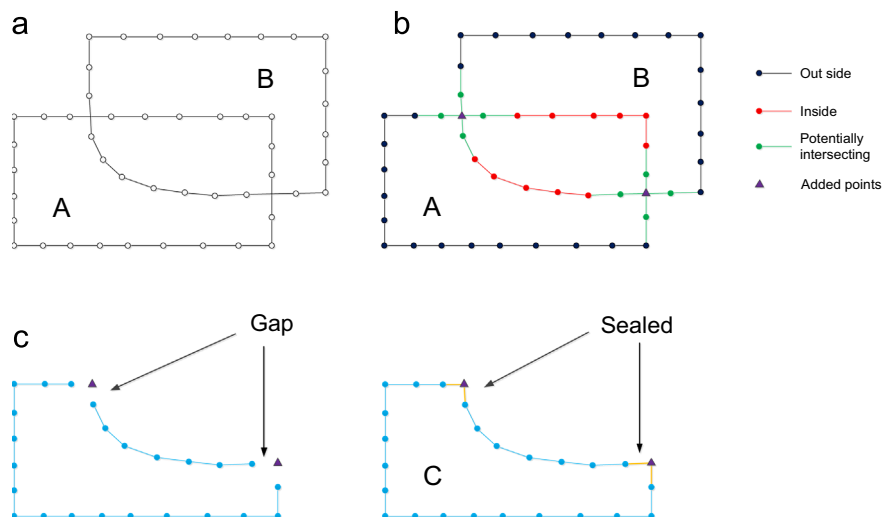 a
B
A
b
B
A
Out side
Inside
Potentially
intersecting
Added points
c
Gap
Sealed
C